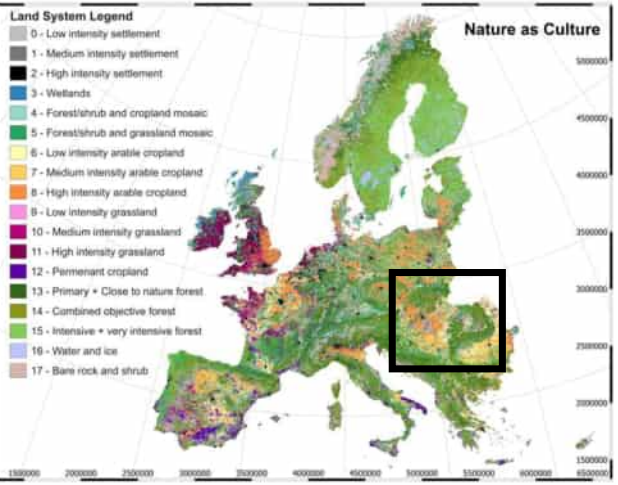 Land System Legend
Nature as Culture
0 - Low intensity settlement
1 - Medium intensity settlement
2 - High intensity settlement
3 - Wetlands
4 - Forest/shrub and cropland mosaic
5 - Forest/shrub and grassland mosaic
6 - Low intensity arable cropland
7 - Medium intensity arable cropland
8 - High intensity arable cropland
9 - Low intensity grassland
10 - Medium intensity grassland
11 - High intensity grassland
12 - Permenant cropland
13 - Primary + Close to nature forest
14 - Combined objective forest
15 - Intensive + very intensive forest
16 - Water and ice
17 - Bare rock and shrub
5000000
4500000
4000000
3500000
3000000
2500000
2000000
1500000
1500000 2000000 2500000 3000000 3500000 4000000 4500000 5000000 5500000 6000000 6500000